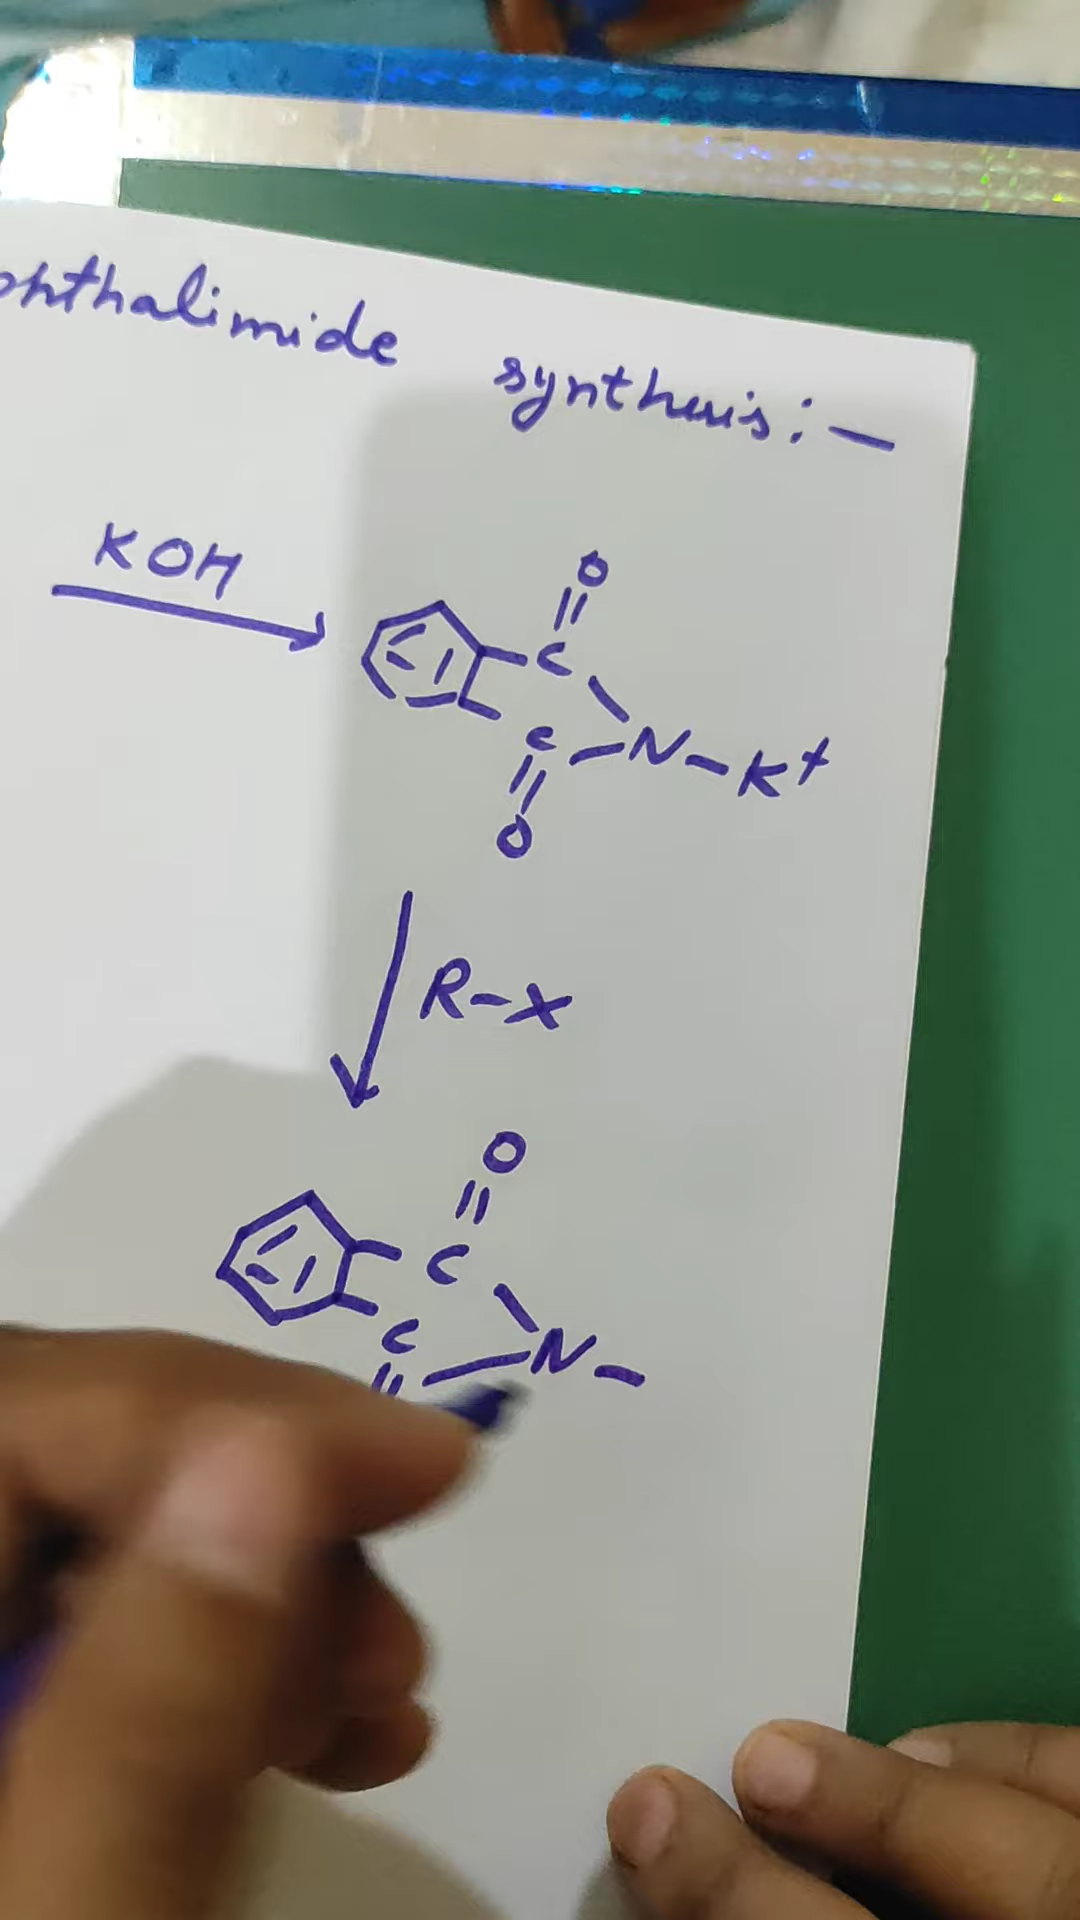 phthalimide synthesis:—
KOH
O
C
N-K+
C
O
R-X
O
C
N-
C